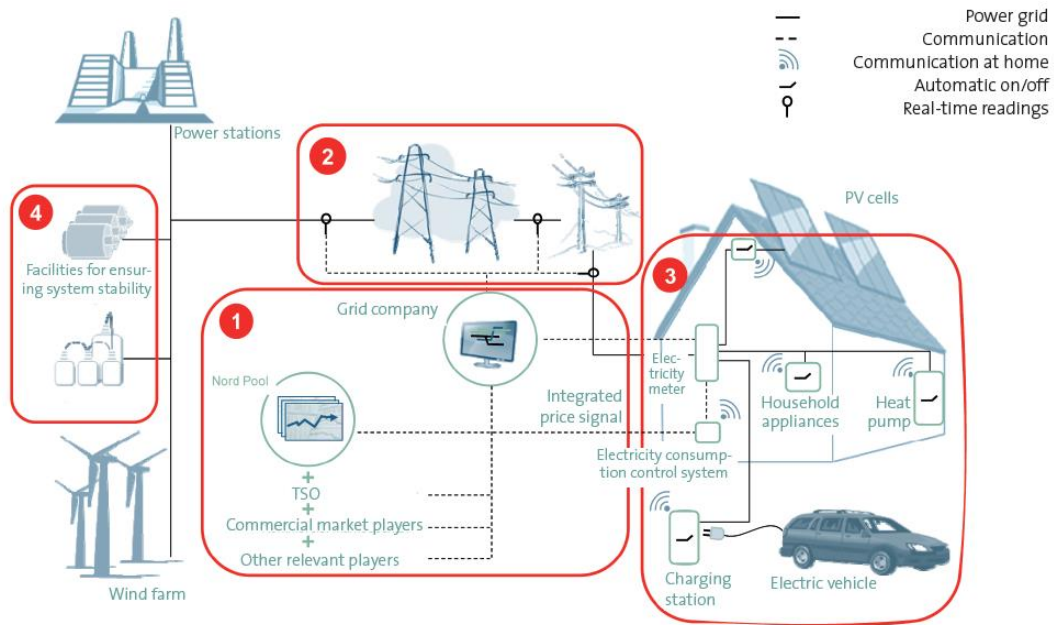 Power grid
Communication
Communication at home
Automatic on/off
Real-time readings
Power stations
2
PV cells
4
Facilities for ensur-
ing system stability
3
1
Grid company
Nord Pool
Integrated
price signal
Elec-
tricity
meter
Household
appliances
Heat
pump
Electricity consump-
tion control system
+
TSO
+
Commercial market players
+
Other relevant players
Wind farm
Charging
station
Electric vehicle